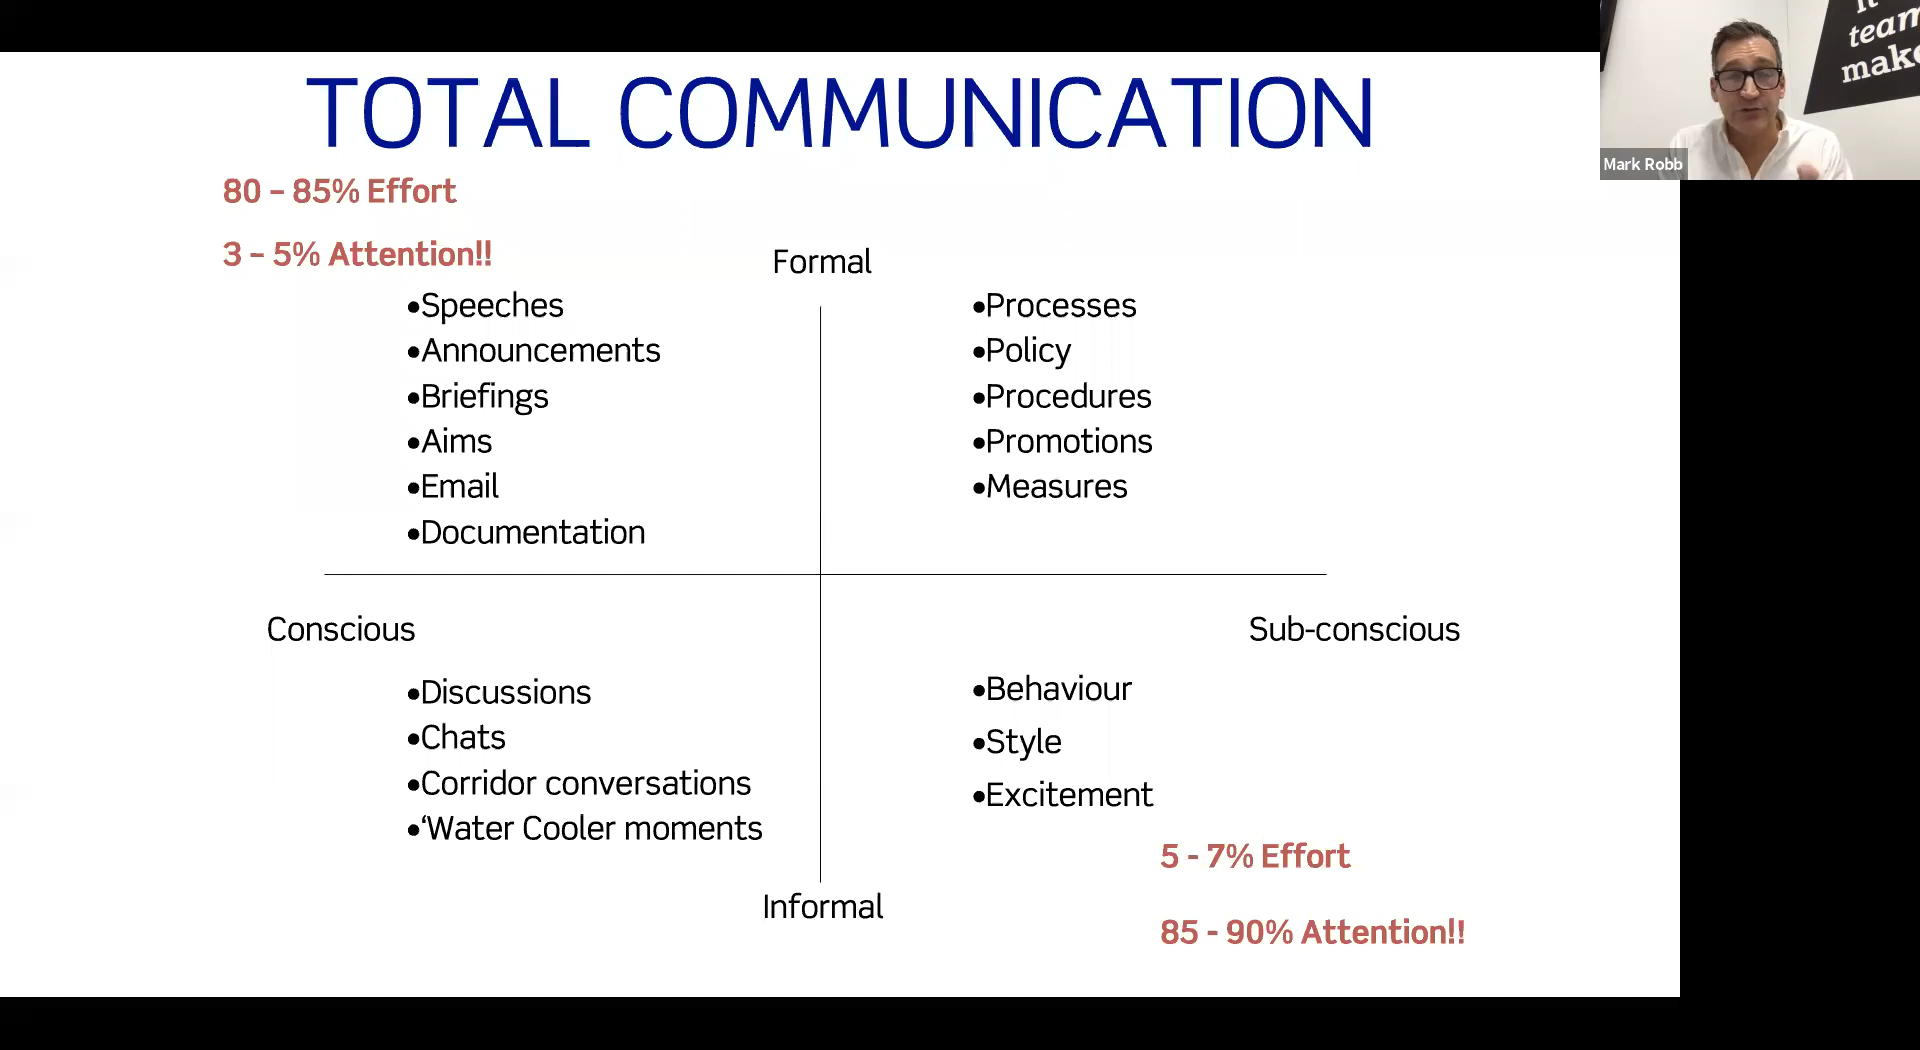 TOTAL COMMUNICATION
80 – 85% Effort
3 – 5% Attention!!
Formal
•Speeches
•Announcements
•Briefings
•Aims
•Email
•Documentation
•Processes
•Policy
•Procedures
•Promotions
•Measures
Conscious
Sub-conscious
•Discussions
•Chats
•Corridor conversations
•‘Water Cooler moments
•Behaviour
•Style
•Excitement
5 - 7% Effort
85 - 90% Attention!!
Informal
it
team
make
Mark Robb